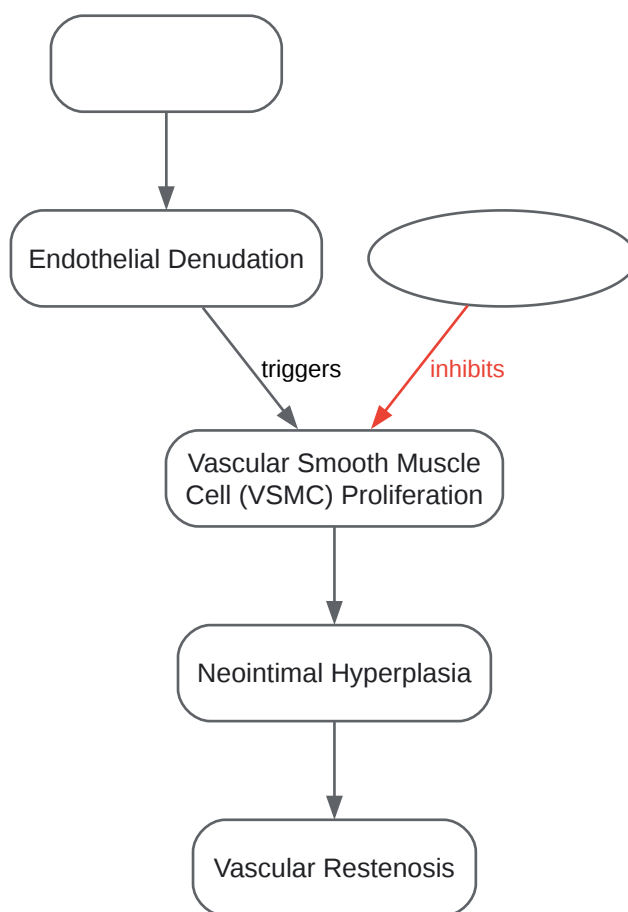 Endothelial Denudation
triggers
inhibits
Vascular Smooth Muscle
Cell (VSMC) Proliferation
Neointimal Hyperplasia
Vascular Restenosis